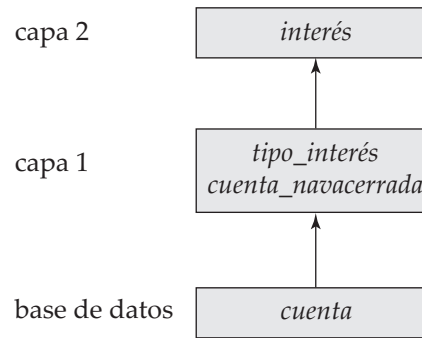 capa 2
interés
capa 1
tipo_interés
cuenta_navacerrada
base de datos
cuenta